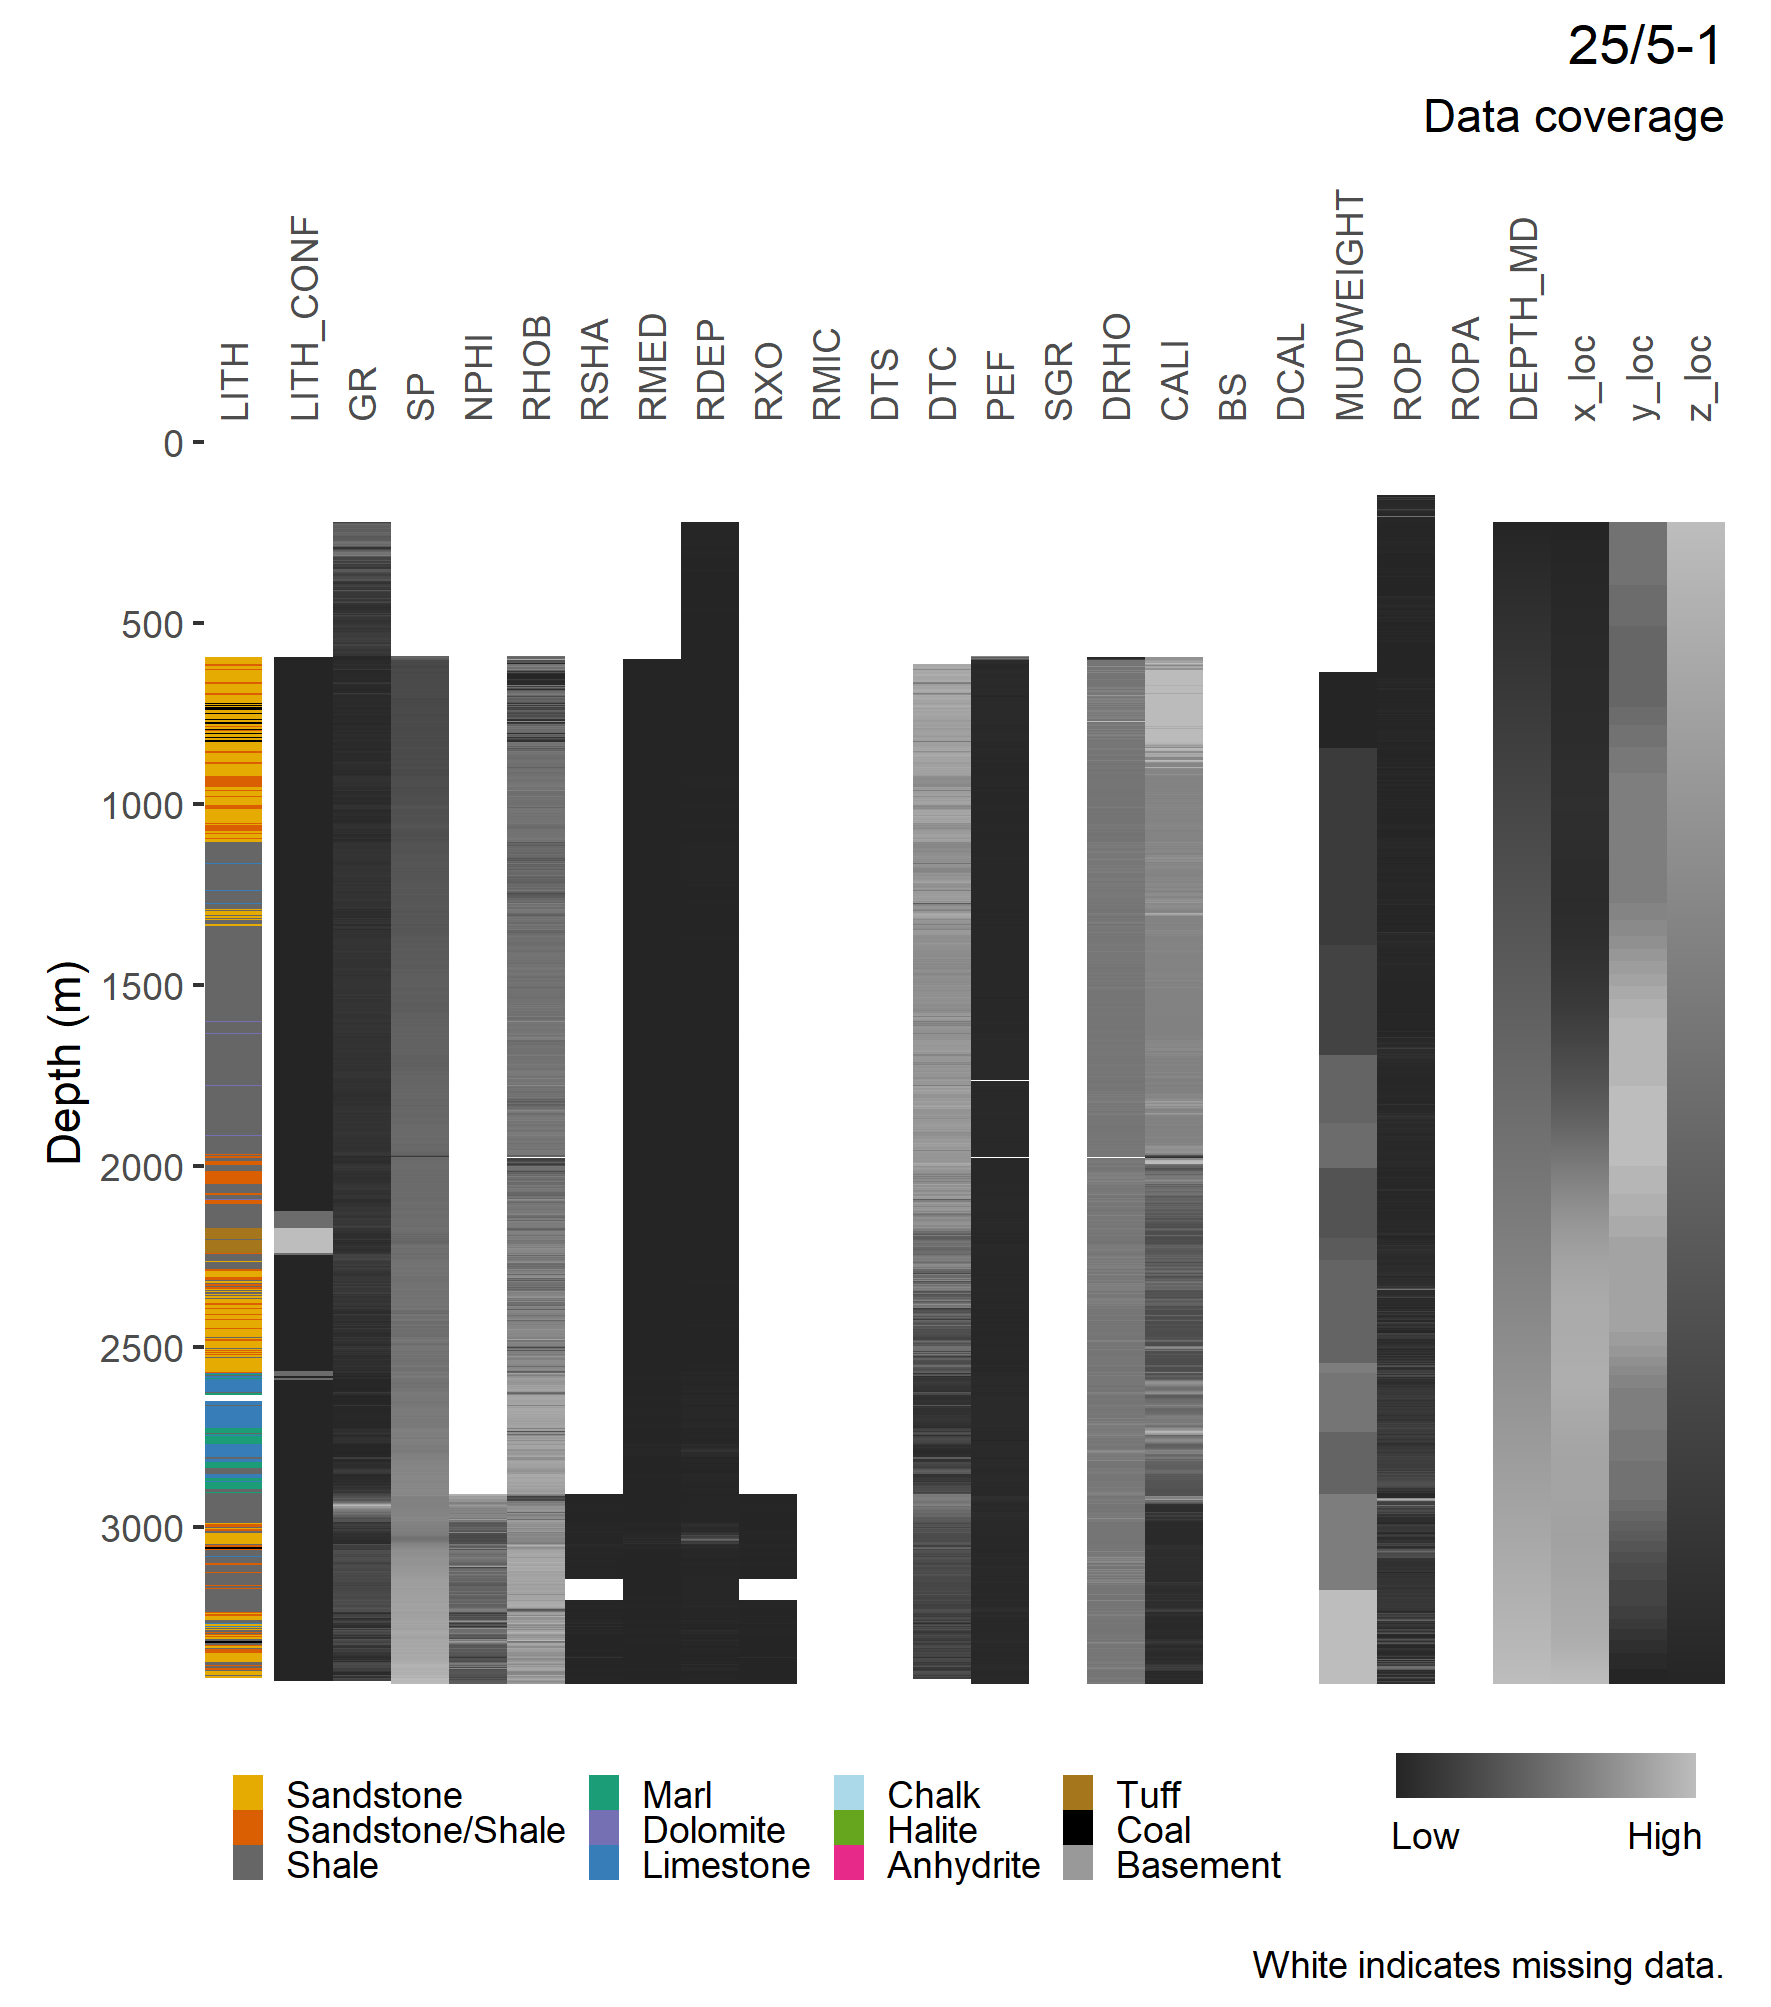 25/5-1
Data coverage
LITH
LITH_CONF
GR
SP
NPHI
RHOB
RSHA
RMED
RDEP
RXO
RMIC
DTS
DTC
PEF
SGR
DRHO
CALI
BS
DCAL
MUDWEIGHT
ROP
ROPA
DEPTH_MD
x_loc
y_loc
z_loc
Depth (m)
0
500
1000
1500
2000
2500
3000
Sandstone
Sandstone/Shale
Shale
Marl
Dolomite
Limestone
Chalk
Halite
Anhydrite
Tuff
Coal
Basement
Low High
White indicates missing data.